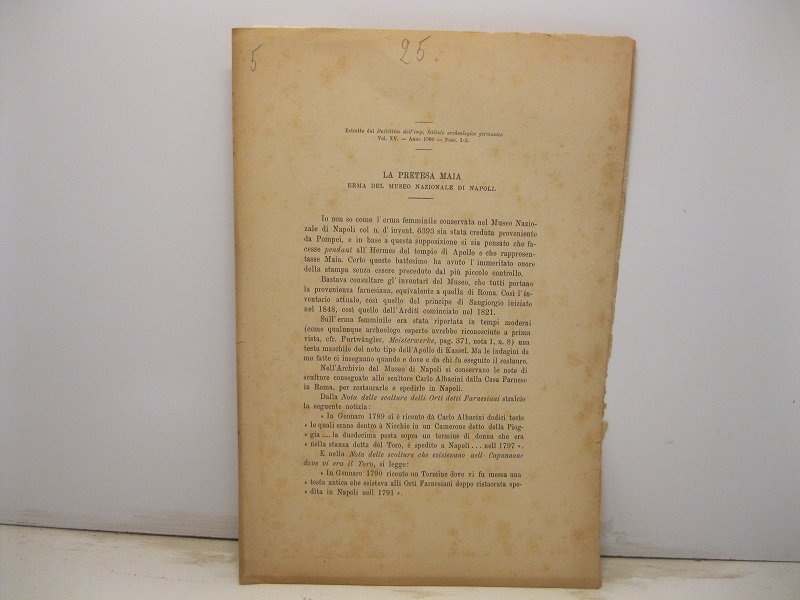 5
25
Estratto dal Bullettino dell'imp. Istituto archeologico germanico
Vol. XV. — Anno 1900 — Fasc. 1-2.
LA PRETESA MAIA
ERMA DEL MUSEO NAZIONALE DI NAPOLI.
Io non so come l'erma femminile conservata nel Museo Nazio-
nale di Napoli col n. d'invent. 6393 sia stata creduta proveniente
da Pompei, e in base a questa supposizione si sia pensato che fa-
cesse pendant all'Hermes del tempio di Apollo e che rappresen-
tasse Maia. Certo questo battesimo ha avuto l'immeritato onore
della stampa senza essere preceduto dal più piccolo controllo.
Bastava consultare gl'inventari del Museo, che tutti portano
la provenienza farnesiana, equivalente a quella di Roma. Così l'in-
ventario attuale, così quello del principe di Sangiorgio iniziato
nel 1848, così quello dell'Arditi cominciato nel 1821.
Sull'erma femminile era stata riportata in tempi moderni
(come qualunque archeologo esperto avrebbe riconosciuto a prima
vista, cfr. Furtwängler, Meisterwerke, pag. 371, nota 1, n. 8) una
testa maschile del noto tipo dell'Apollo di Kassel. Ma le indagini da
me fatte ci insegnano quando e dove e da chi fu eseguito il restauro.
Nell'Archivio del Museo di Napoli si conservano le note di
sculture consegnate allo scultore Carlo Albacini dalla Casa Farnese
in Roma, per restaurarle e spedirle in Napoli.
Dalla Nota delle scolture delli Orti detti Farnesiani stralcio
la seguente notizia:
« In Gennaro 1789 si è riceuto dà Carlo Albacini dodici teste
« le quali erano dentro à Nicchie in un Camerone detto della Piog-
« gia .... la duodecima posta sopra un termine di donna che era
« nella stanza detta del Toro, è spedito a Napoli . . . nell 1797 ».
E nella Nota delle scolture che esistevano nell Capannone
dove vi era il Toro, si legge:
« In Gennaro 1790 riceuto un Termine dove vi fu messa una
« testa antica che esisteva alli Orti Farnesiani doppo ristaorata spe-
« dita in Napoli nell 1791 ».